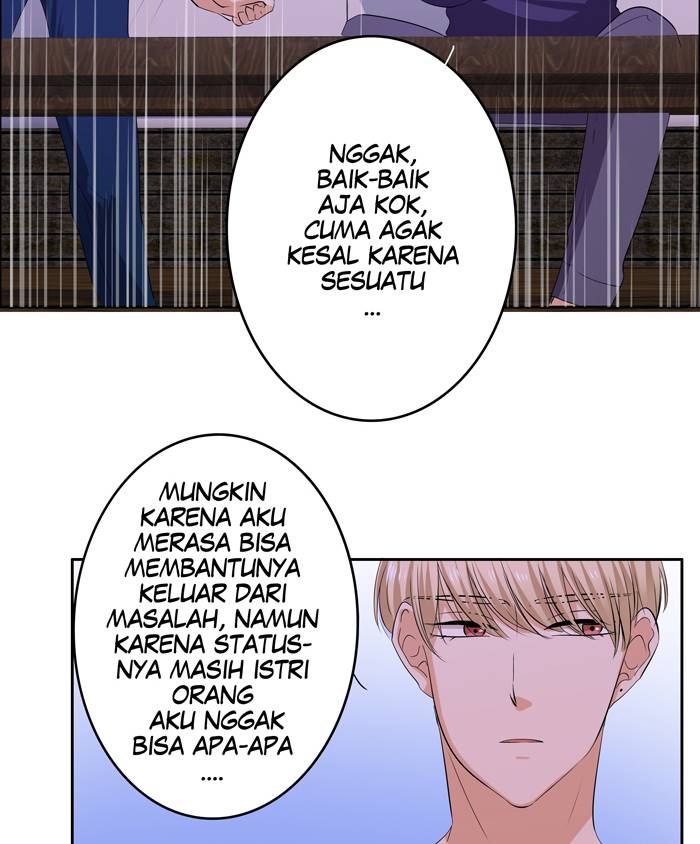 NGGAK,
BAIK-BAIK
AJA KOK,
CUMA AGAK
KESAL KARENA
SESUATU
...
MUNGKIN
KARENA AKU
MERASA BISA
MEMBANTUNYA
KELUAR DARI
MASALAH, NAMUN
KARENA STATUS-
NYA MASIH ISTRI
ORANG
AKU NGGAK
BISA APA-APA
....